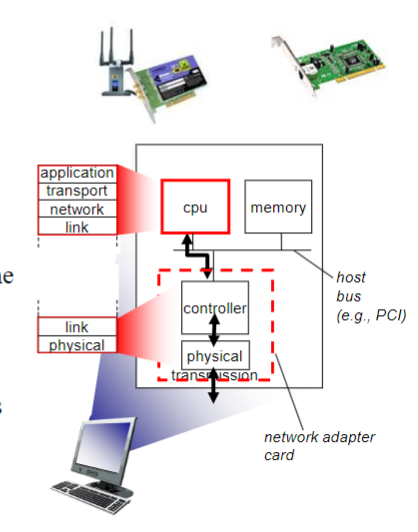 application
transport
network
link
cpu
memory
host
bus
(e.g., PCI)
controller
link
physical
physical
transmission
network adapter
card